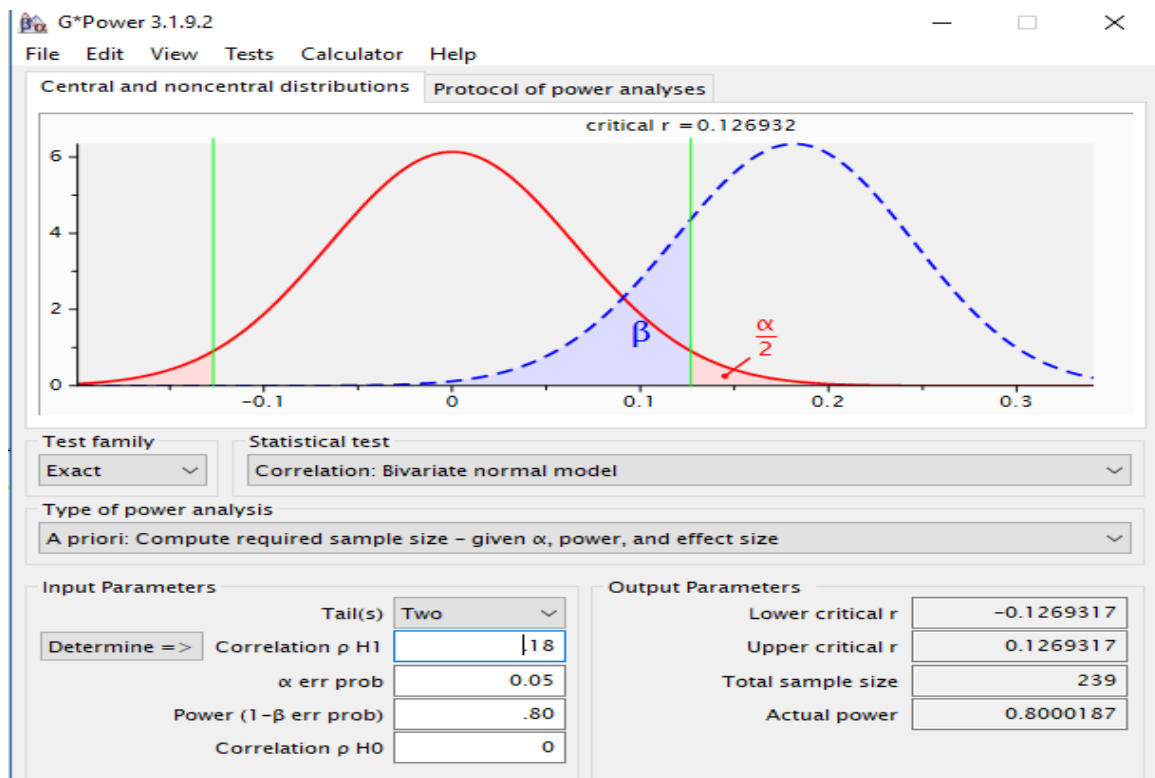 G*Power 3.1.9.2
File Edit View Tests Calculator Help
Central and noncentral distributions Protocol of power analyses
critical r = 0.126932
6
4
2
0
β
α
2
-0.1 0 0.1 0.2 0.3
Test family Statistical test
Exact Correlation: Bivariate normal model
Type of power analysis
A priori: Compute required sample size – given α, power, and effect size
Input Parameters Output Parameters
Tail(s) Two Lower critical r -0.1269317
Determine => Correlation ρ H1 .18 Upper critical r 0.1269317
α err prob 0.05 Total sample size 239
Power (1-β err prob) .80 Actual power 0.8000187
Correlation ρ H0 0